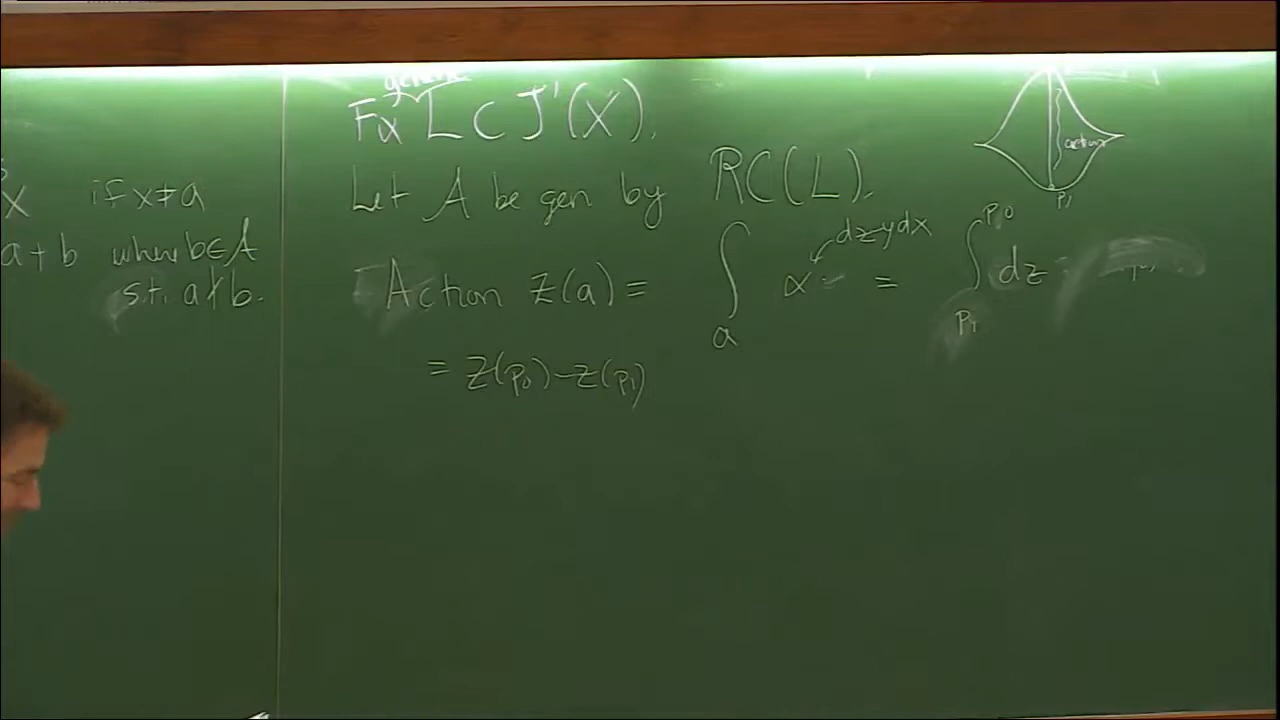 X if x≠a
a+b where b∈A
s.t. a≠b.
generic
Fix L ⊂ J¹(X).
Let A be gen by RC(L).
Action Z(a) = ∫_a α = ∫_{p₁}^{p₀} dz
dz-ydx
= Z(p₀)-Z(p₁)
action
p₁